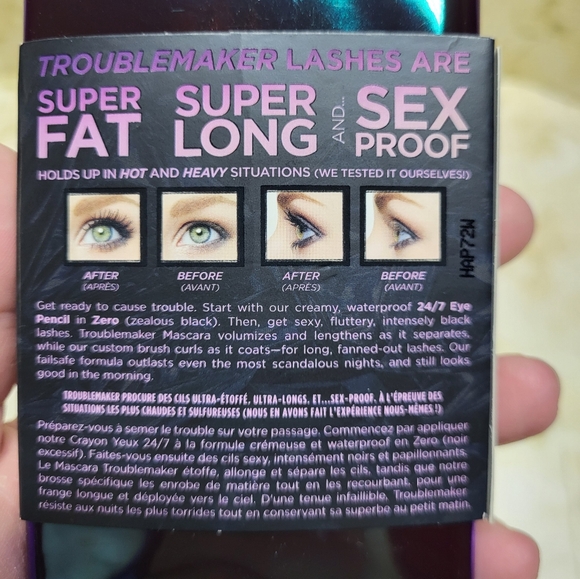 TROUBLEMAKER LASHES ARE
SUPER FAT
SUPER LONG
AND...
SEX PROOF
HOLDS UP IN HOT AND HEAVY SITUATIONS (WE TESTED IT OURSELVES!)
AFTER
(APRÈS)
BEFORE
(AVANT)
AFTER
(APRÈS)
BEFORE
(AVANT)
HAP72W
Get ready to cause trouble. Start with our creamy, waterproof 24/7 Eye
Pencil in Zero (zealous black). Then, get sexy, fluttery, intensely black
lashes. Troublemaker Mascara volumizes and lengthens as it separates,
while our custom brush curls as it coats—for long, fanned-out lashes. Our
failsafe formula outlasts even the most scandalous nights, and still looks
good in the morning.
TROUBLEMAKER PROCURE DES CILS ULTRA-ÉTOFFÉ, ULTRA-LONGS, ET...SEX-PROOF, À L'ÉPREUVE DES
SITUATIONS LES PLUS CHAUDES ET SULFUREUSES (NOUS EN AVONS FAIT L'EXPÉRIENCE NOUS-MÊMES !)
Préparez-vous à semer le trouble sur votre passage. Commencez par appliquer
notre Crayon Yeux 24/7 à la formule crémeuse et waterproof en Zero (noir
excessif). Faites-vous ensuite des cils sexy, intensément noirs et papillonnants.
Le Mascara Troublemaker étoffe, allonge et sépare les cils, tandis que notre
brosse spécifique les enrobe de matière tout en les recourbant, pour une
frange longue et déployée vers le ciel. D'une tenue infaillible, Troublemaker
résiste aux nuits les plus torrides tout en conservant sa superbe au petit matin